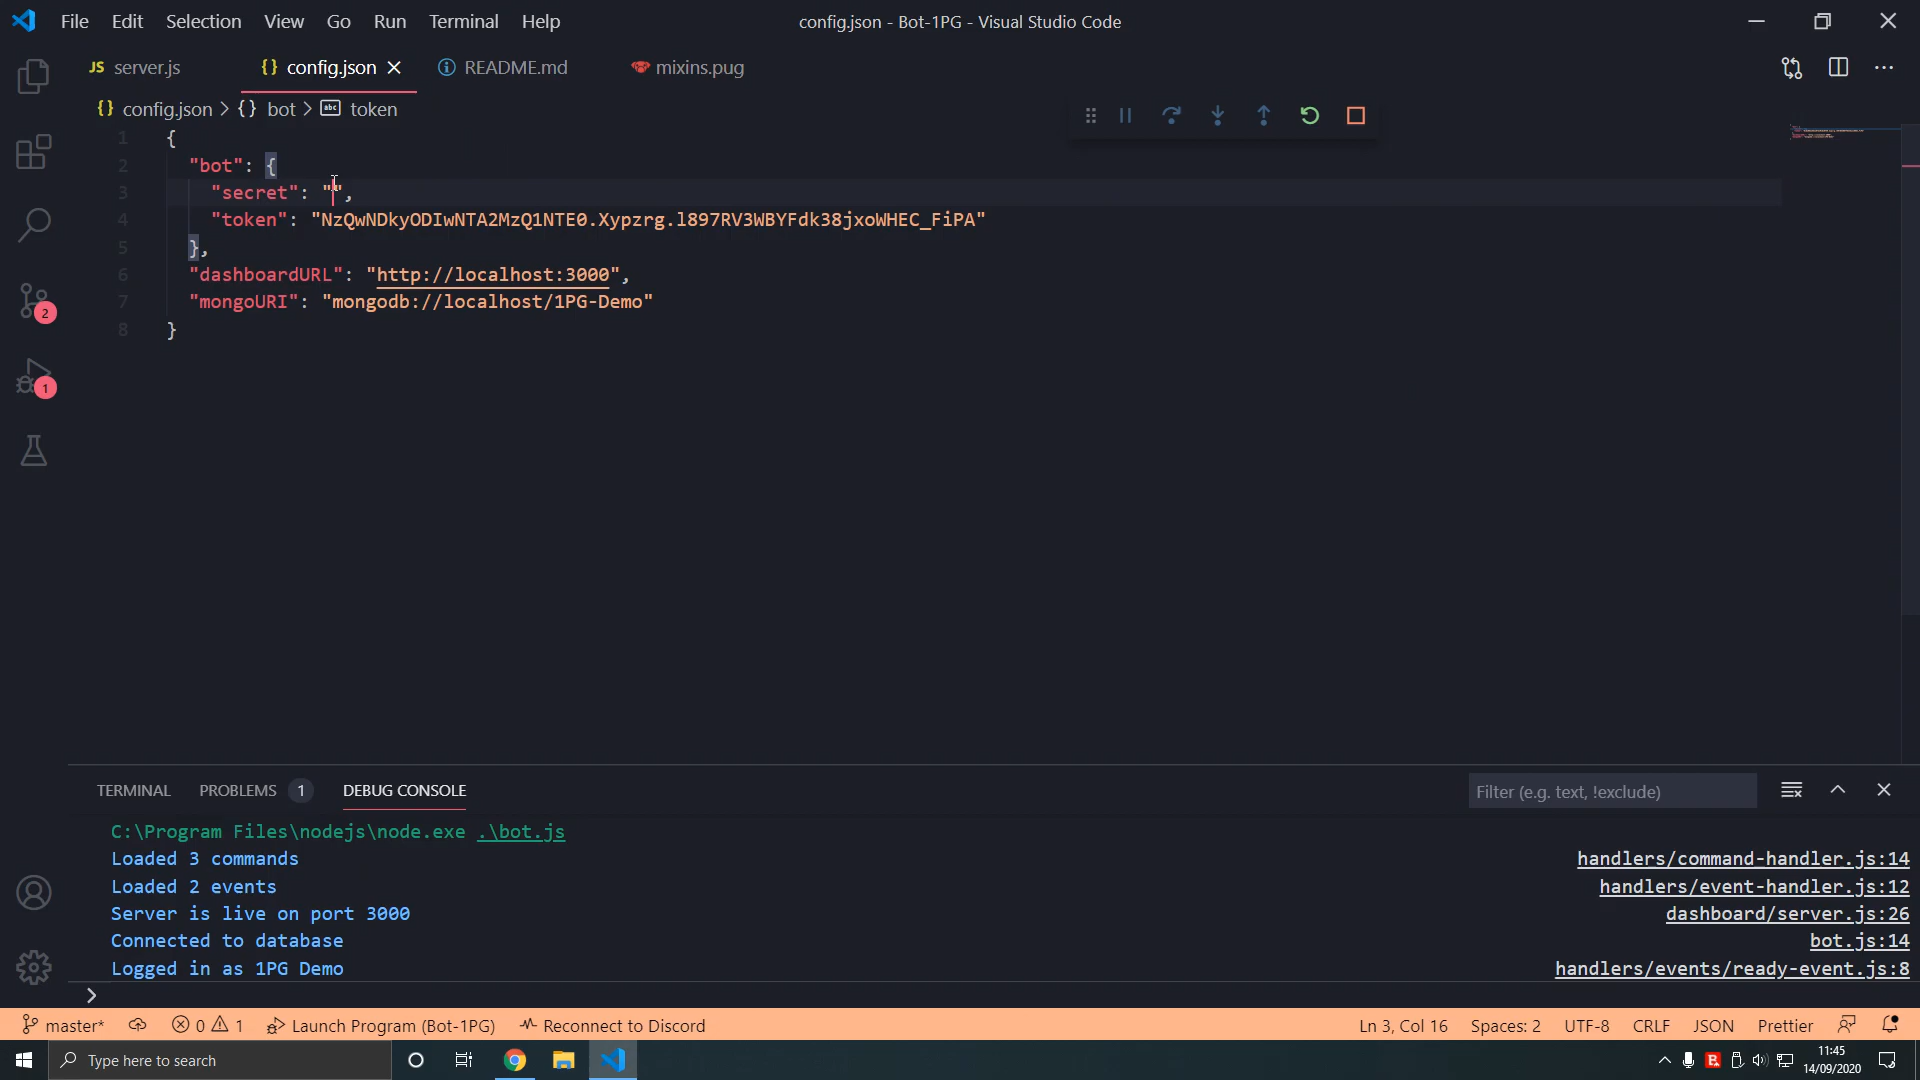 File Edit Selection View Go Run Terminal Help
config.json - Bot-1PG - Visual Studio Code
JS server.js
{} config.json
README.md
mixins.pug
{} config.json > {} bot > abc token
1 {
2 "bot": {
3 "secret": "",
4 "token": "NzQwNDkyODIwNTA2MzQ1NTE0.Xypzrg.l897RV3WBYFdk38jxoWHEC_FiPA"
5 },
6 "dashboardURL": "http://localhost:3000",
7 "mongoURI": "mongodb://localhost/1PG-Demo"
8 }
2
1
TERMINAL PROBLEMS 1 DEBUG CONSOLE
Filter (e.g. text, !exclude)
C:\Program Files\nodejs\node.exe .\bot.js
Loaded 3 commands handlers/command-handler.js:14
Loaded 2 events handlers/event-handler.js:12
Server is live on port 3000 dashboard/server.js:26
Connected to database bot.js:14
Logged in as 1PG Demo handlers/events/ready-event.js:8
master* 0 1 Launch Program (Bot-1PG) Reconnect to Discord Ln 3, Col 16 Spaces: 2 UTF-8 CRLF JSON Prettier
Type here to search
11:45
14/09/2020